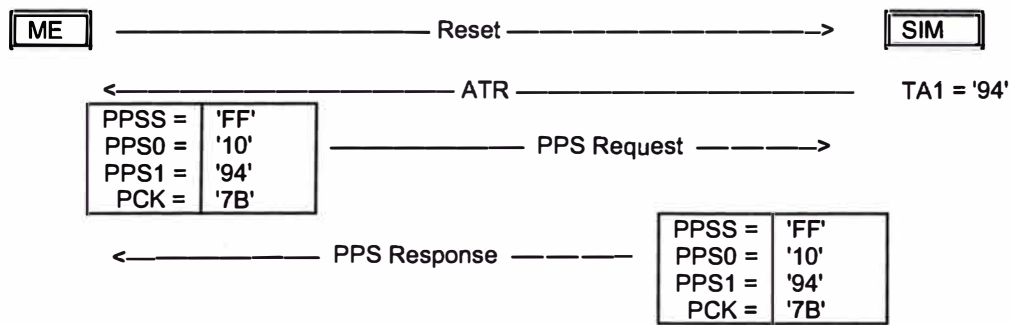 ME Reset SIM
ATR TA1 = '94'
PPSS = 'FF'
PPS0 = '10' PPS Request
PPS1 = '94'
PCK = '7B'
PPSS = 'FF'
PPS Response PPS0 = '10'
PPS1 = '94'
PCK = '7B'